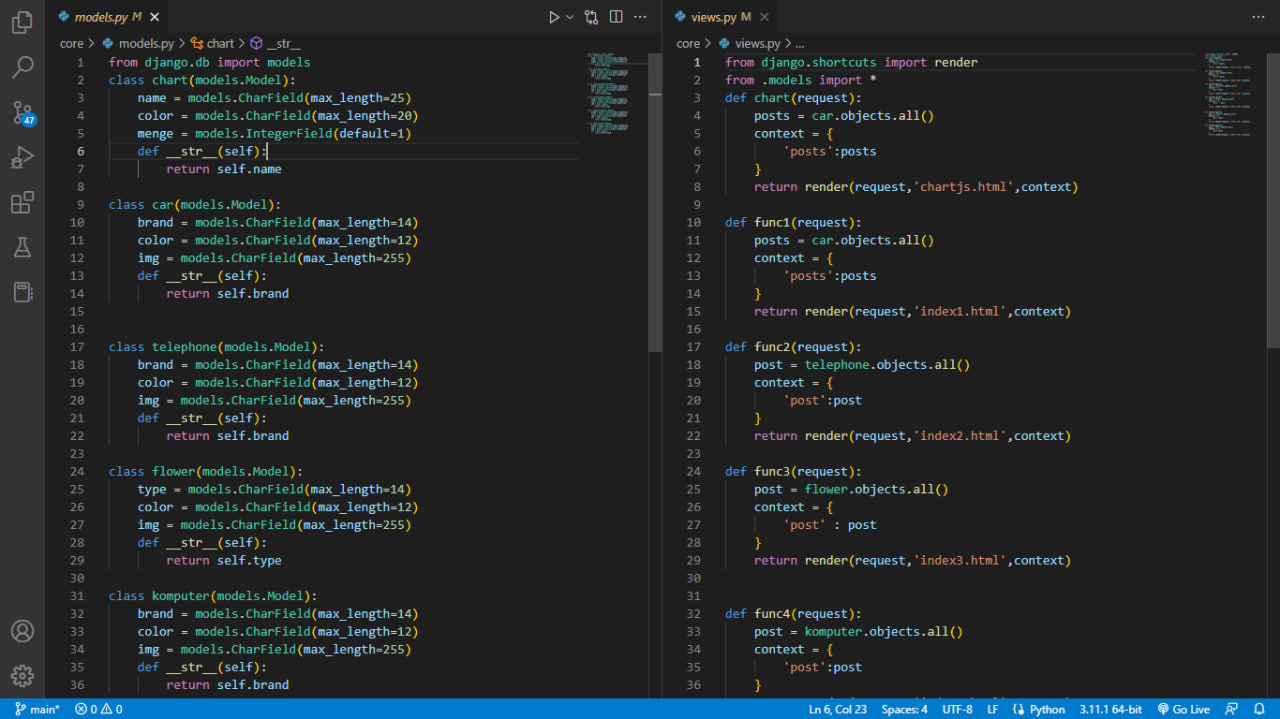 models.py M
core > models.py > chart > __str__
1 from django.db import models
2 class chart(models.Model):
3 name = models.CharField(max_length=25)
4 color = models.CharField(max_length=20)
5 menge = models.IntegerField(default=1)
6 def __str__(self):
7 return self.name
8
9 class car(models.Model):
10 brand = models.CharField(max_length=14)
11 color = models.CharField(max_length=12)
12 img = models.CharField(max_length=255)
13 def __str__(self):
14 return self.brand
15
16
17 class telephone(models.Model):
18 brand = models.CharField(max_length=14)
19 color = models.CharField(max_length=12)
20 img = models.CharField(max_length=255)
21 def __str__(self):
22 return self.brand
23
24 class flower(models.Model):
25 type = models.CharField(max_length=14)
26 color = models.CharField(max_length=12)
27 img = models.CharField(max_length=255)
28 def __str__(self):
29 return self.type
30
31 class komputer(models.Model):
32 brand = models.CharField(max_length=14)
33 color = models.CharField(max_length=12)
34 img = models.CharField(max_length=255)
35 def __str__(self):
36 return self.brand
views.py M
core > views.py > ...
1 from django.shortcuts import render
2 from .models import *
3 def chart(request):
4 posts = car.objects.all()
5 context = {
6 'posts':posts
7 }
8 return render(request,'chartjs.html',context)
9
10 def func1(request):
11 posts = car.objects.all()
12 context = {
13 'posts':posts
14 }
15 return render(request,'index1.html',context)
16
17 def func2(request):
18 post = telephone.objects.all()
19 context = {
20 'post':post
21 }
22 return render(request,'index2.html',context)
23
24 def func3(request):
25 post = flower.objects.all()
26 context = {
27 'post' : post
28 }
29 return render(request,'index3.html',context)
30
31
32 def func4(request):
33 post = komputer.objects.all()
34 context = {
35 'post':post
36 }
47
main* 0 0 Ln 6, Col 23 Spaces: 4 UTF-8 LF Python 3.11.1 64-bit Go Live